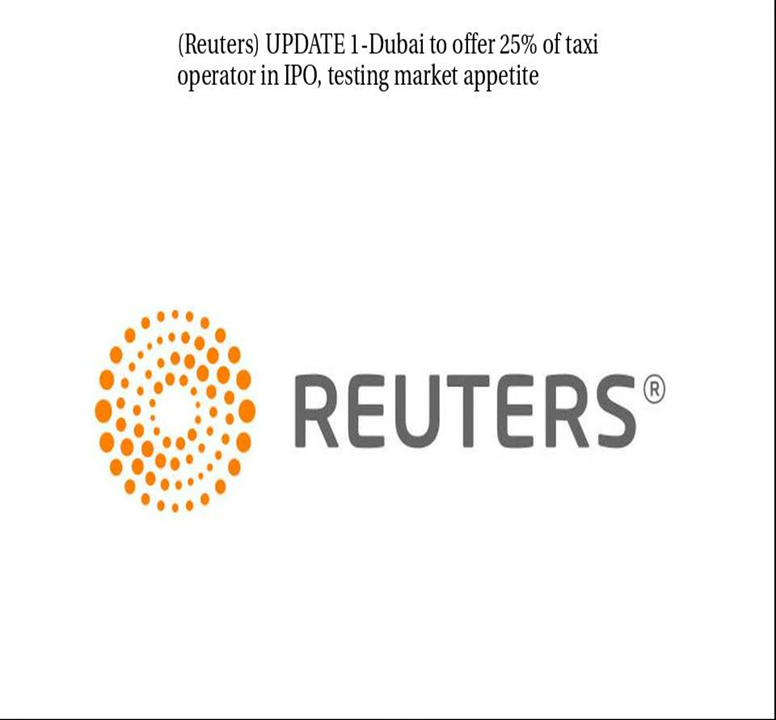 (Reuters) UPDATE 1-Dubai to offer 25% of taxi
operator in IPO, testing market appetite
REUTERS®